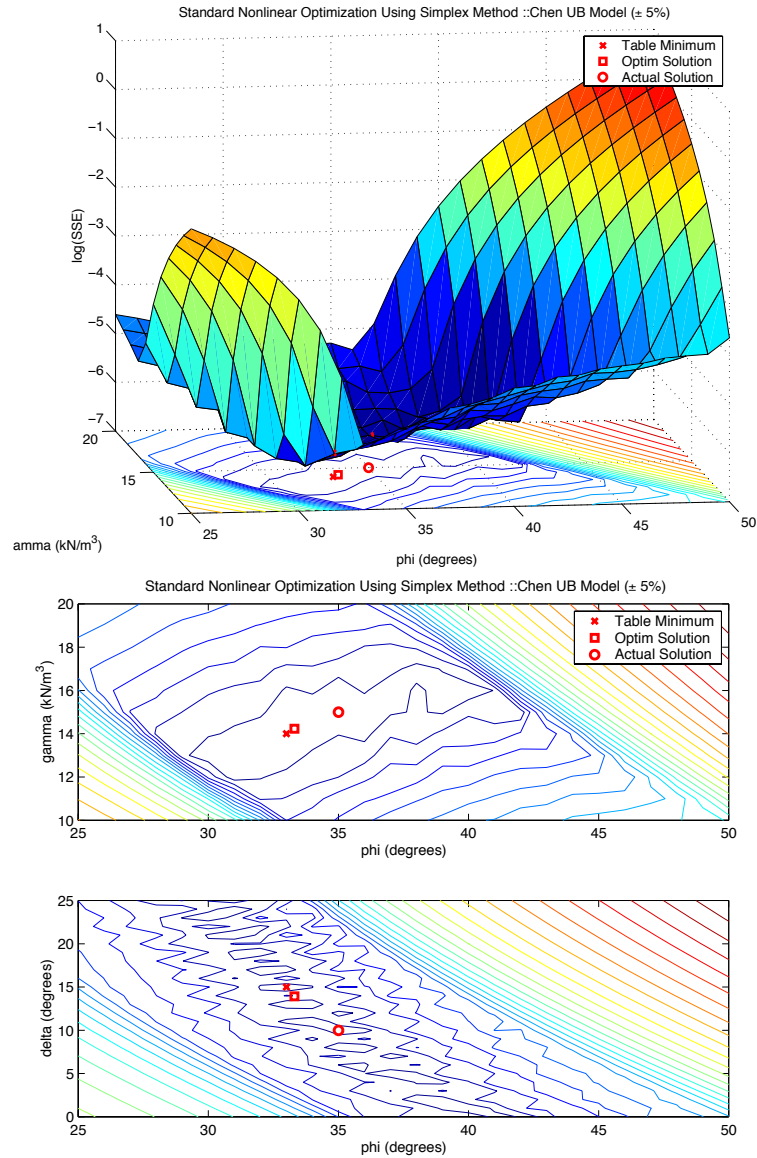 Standard Nonlinear Optimization Using Simplex Method ::Chen UB Model (± 5%)
Table Minimum
Optim Solution
Actual Solution
log(SSE)
1
0
−1
−2
−3
−4
−5
−6
−7
20
15
10
amma (kN/m³)
25
30
35
40
45
50
phi (degrees)
Standard Nonlinear Optimization Using Simplex Method ::Chen UB Model (± 5%)
Table Minimum
Optim Solution
Actual Solution
gamma (kN/m³)
20
18
16
14
12
10
25
30
35
40
45
50
phi (degrees)
delta (degrees)
25
20
15
10
5
0
25
30
35
40
45
50
phi (degrees)